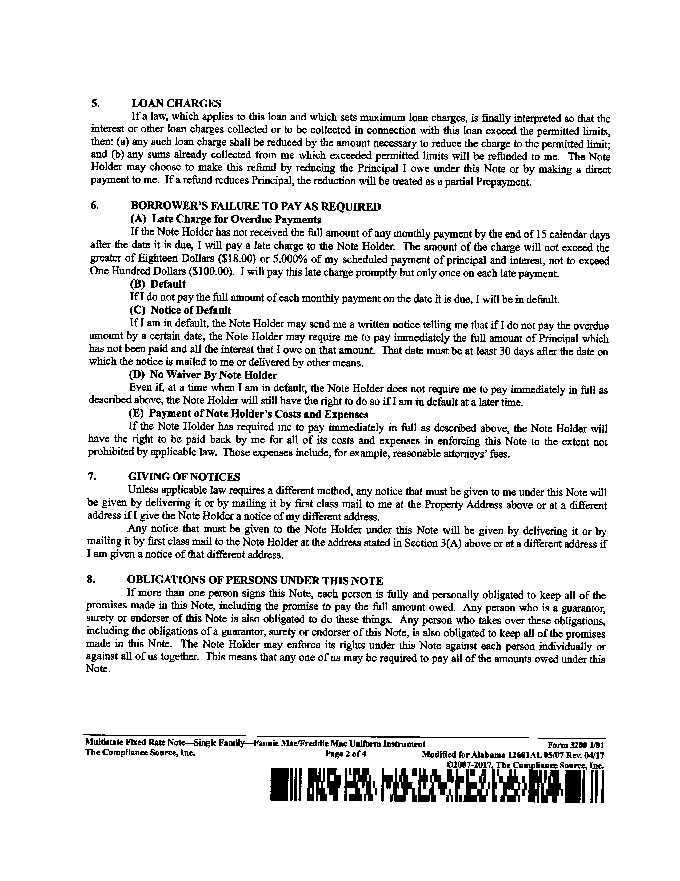 5. LOAN CHARGES
If a law, which applies to this loan and which sets maximum loan charges, is finally interpreted so that the
interest or other loan charges collected or to be collected in connection with this loan exceed the permitted limits,
then: (a) any such loan charge shall be reduced by the amount necessary to reduce the charge to the permitted limit;
and (b) any sums already collected from me which exceeded permitted limits will be refunded to me. The Note
Holder may choose to make this refund by reducing the Principal I owe under this Note or by making a direct
payment to me. If a refund reduces Principal, the reduction will be treated as a partial Prepayment.
6. BORROWER'S FAILURE TO PAY AS REQUIRED
(A) Late Charge for Overdue Payments
If the Note Holder has not received the full amount of any monthly payment by the end of 15 calendar days
after the date it is due, I will pay a late charge to the Note Holder. The amount of the charge will not exceed the
greater of Eighteen Dollars ($18.00) or 5.000% of my scheduled payment of principal and interest, not to exceed
One Hundred Dollars ($100.00). I will pay this late charge promptly but only once on each late payment.
(B) Default
If I do not pay the full amount of each monthly payment on the date it is due, I will be in default.
(C) Notice of Default
If I am in default, the Note Holder may send me a written notice telling me that if I do not pay the overdue
amount by a certain date, the Note Holder may require me to pay immediately the full amount of Principal which
has not been paid and all the interest that I owe on that amount. That date must be at least 30 days after the date on
which the notice is mailed to me or delivered by other means.
(D) No Waiver By Note Holder
Even if, at a time when I am in default, the Note Holder does not require me to pay immediately in full as
described above, the Note Holder will still have the right to do so if I am in default at a later time.
(E) Payment of Note Holder's Costs and Expenses
If the Note Holder has required me to pay immediately in full as described above, the Note Holder will
have the right to be paid back by me for all of its costs and expenses in enforcing this Note to the extent not
prohibited by applicable law. Those expenses include, for example, reasonable attorneys' fees.
7. GIVING OF NOTICES
Unless applicable law requires a different method, any notice that must be given to me under this Note will
be given by delivering it or by mailing it by first class mail to me at the Property Address above or at a different
address if I give the Note Holder a notice of my different address.
Any notice that must be given to the Note Holder under this Note will be given by delivering it or by
mailing it by first class mail to the Note Holder at the address stated in Section 3(A) above or at a different address if
I am given a notice of that different address.
8. OBLIGATIONS OF PERSONS UNDER THIS NOTE
If more than one person signs this Note, each person is fully and personally obligated to keep all of the
promises made in this Note, including the promise to pay the full amount owed. Any person who is a guarantor,
surety or endorser of this Note is also obligated to do these things. Any person who takes over these obligations,
including the obligations of a guarantor, surety or endorser of this Note, is also obligated to keep all of the promises
made in this Note. The Note Holder may enforce its rights under this Note against each person individually or
against all of us together. This means that any one of us may be required to pay all of the amounts owed under this
Note.
Multistate Fixed Rate Note—Single Family—Fannie Mae/Freddie Mac Uniform Instrument Form 3200 1/01
The Compliance Source, Inc. Page 2 of 4 Modified for Alabama 12601AL 05/07 Rev. 04/17
©2007-2017, The Compliance Source, Inc.